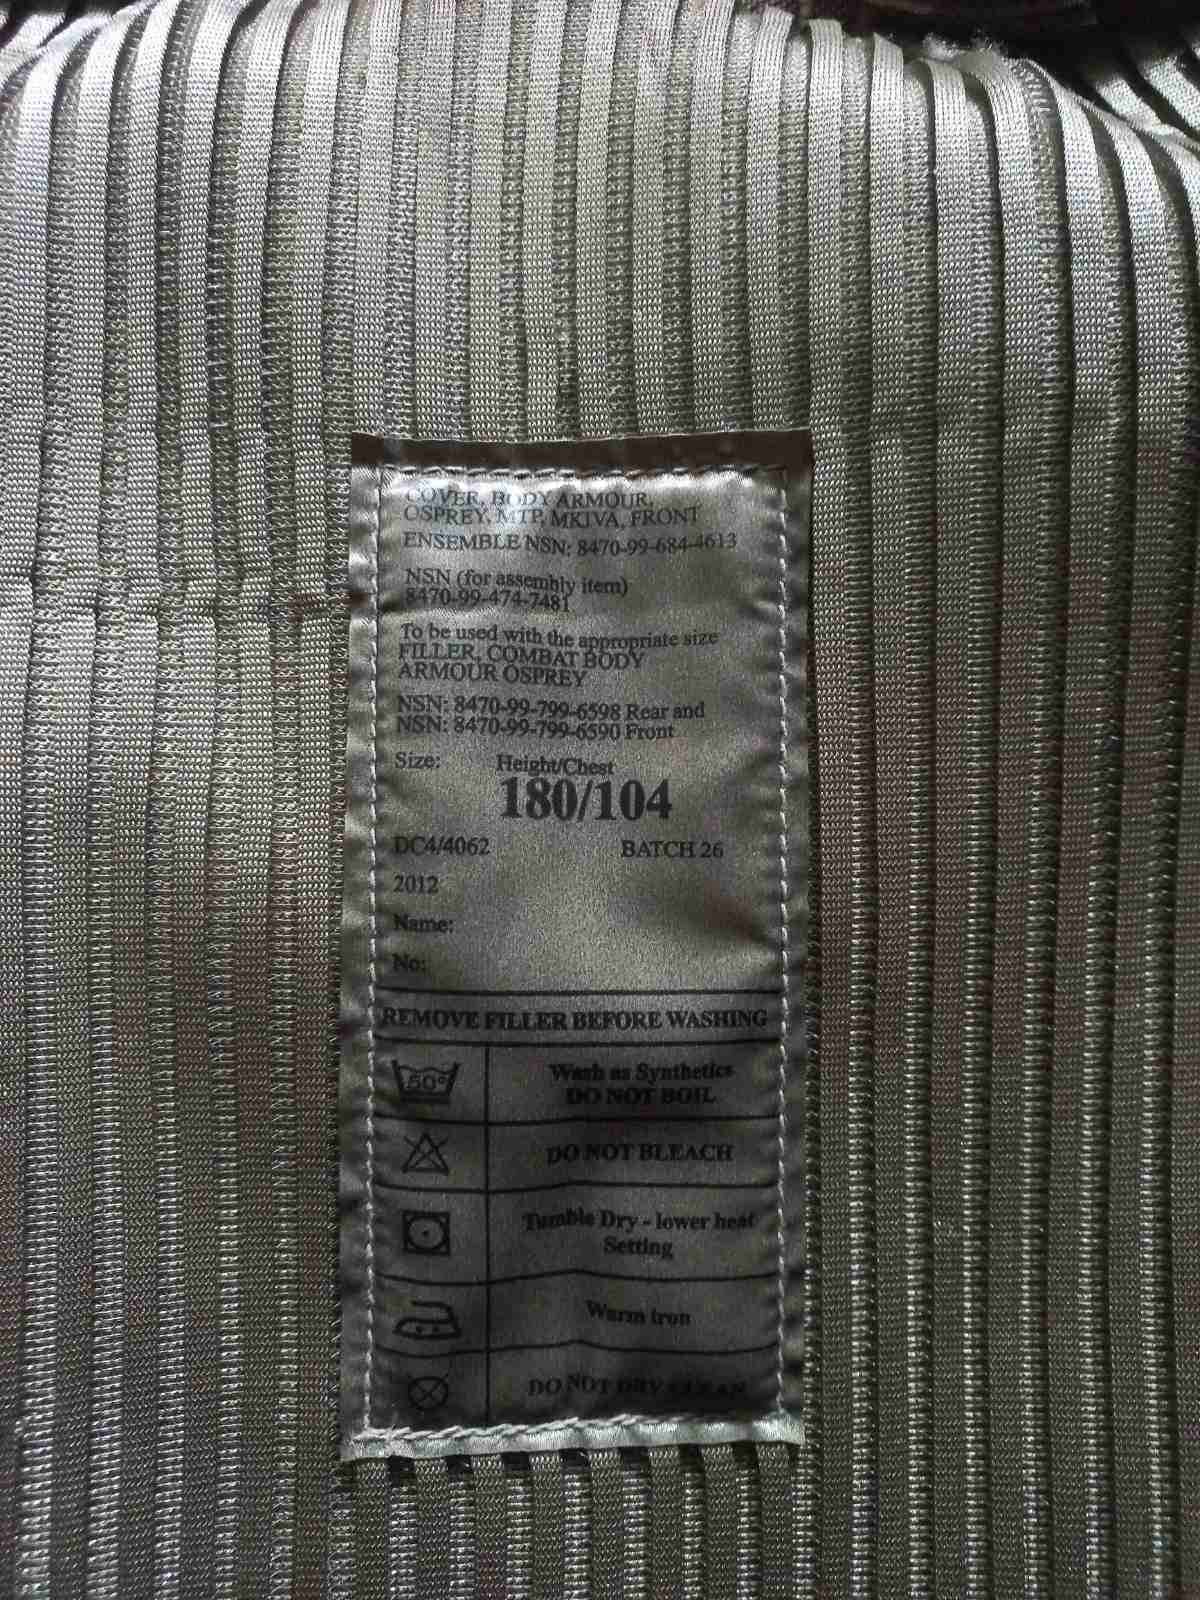 COVER, BODY ARMOUR,
OSPREY, MTP, MKIVA, FRONT
ENSEMBLE NSN: 8470-99-684-4613
NSN (for assembly item)
8470-99-474-7481
To be used with the appropriate size
FILLER, COMBAT BODY
ARMOUR OSPREY
NSN: 8470-99-799-6598 Rear and
NSN: 8470-99-799-6590 Front
Size: Height/Chest
180/104
DC4/4062 BATCH 26
2012
Name:
No:
REMOVE FILLER BEFORE WASHING
50° Wash as Synthetics
DO NOT BOIL
DO NOT BLEACH
Tumble Dry - lower heat
Setting
Warm iron
DO NOT DRY CLEAN